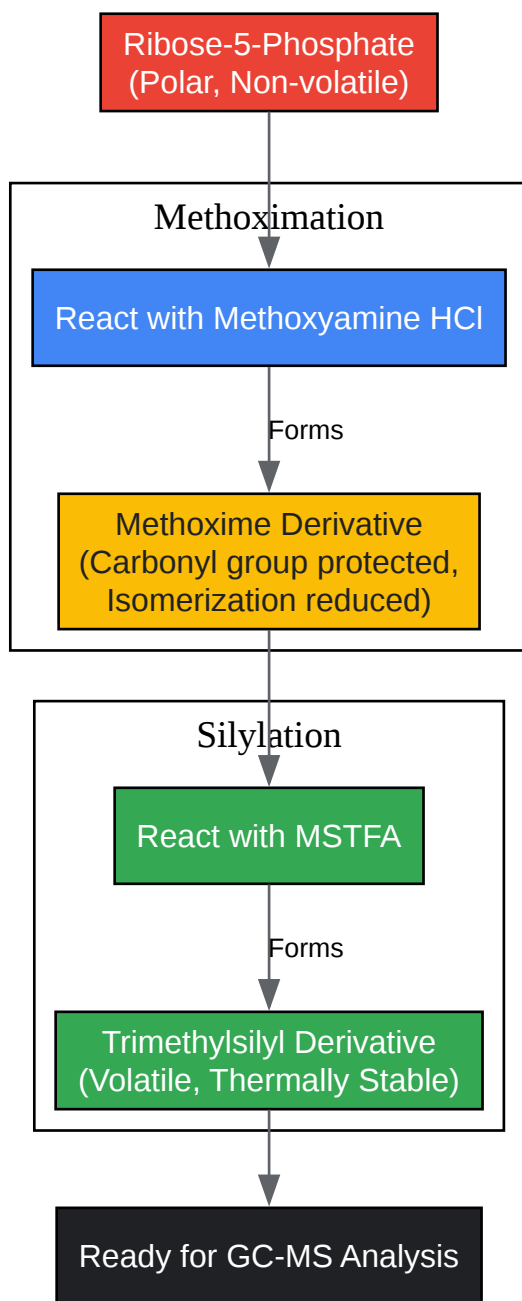 Ribose-5-Phosphate
(Polar, Non-volatile)
Methoximation
React with Methoxyamine HCl
Forms
Methoxime Derivative
(Carbonyl group protected,
Isomerization reduced)
Silylation
React with MSTFA
Forms
Trimethylsilyl Derivative
(Volatile, Thermally Stable)
Ready for GC-MS Analysis